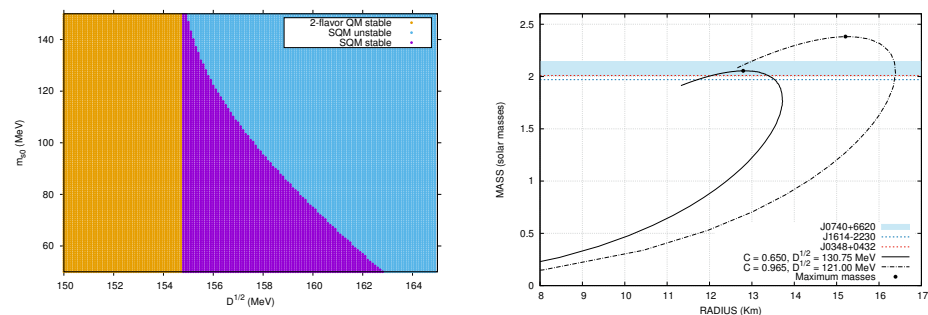 2-flavor QM stable
SQM unstable
SQM stable
140
120
100
80
60
m_s0 (MeV)
150 152 154 156 158 160 162 164
D^1/2 (MeV)
2.5
2
1.5
1
0.5
0
MASS (solar masses)
J0740+6620
J1614-2230
J0348+0432
C = 0.650, D^1/2 = 130.75 MeV
C = 0.965, D^1/2 = 121.00 MeV
Maximum masses
8 9 10 11 12 13 14 15 16 17
RADIUS (Km)